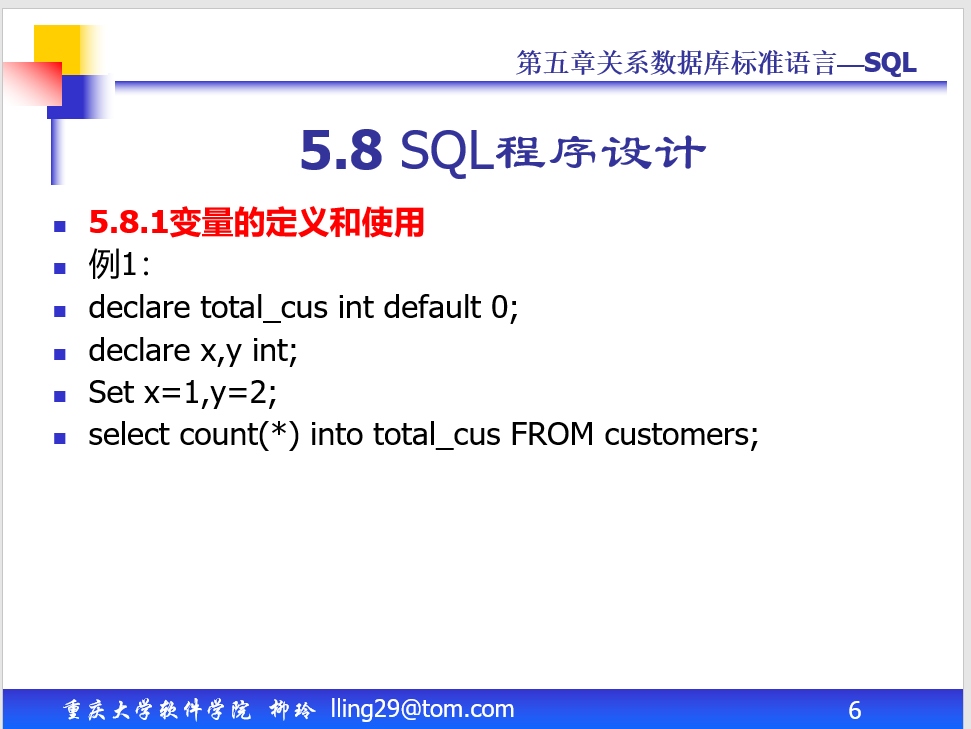 第五章关系数据库标准语言—SQL
5.8 SQL程序设计
5.8.1变量的定义和使用
例1：
declare total_cus int default 0;
declare x,y int;
Set x=1,y=2;
select count(*) into total_cus FROM customers;
重庆大学软件学院 柳玲 lling29@tom.com 6